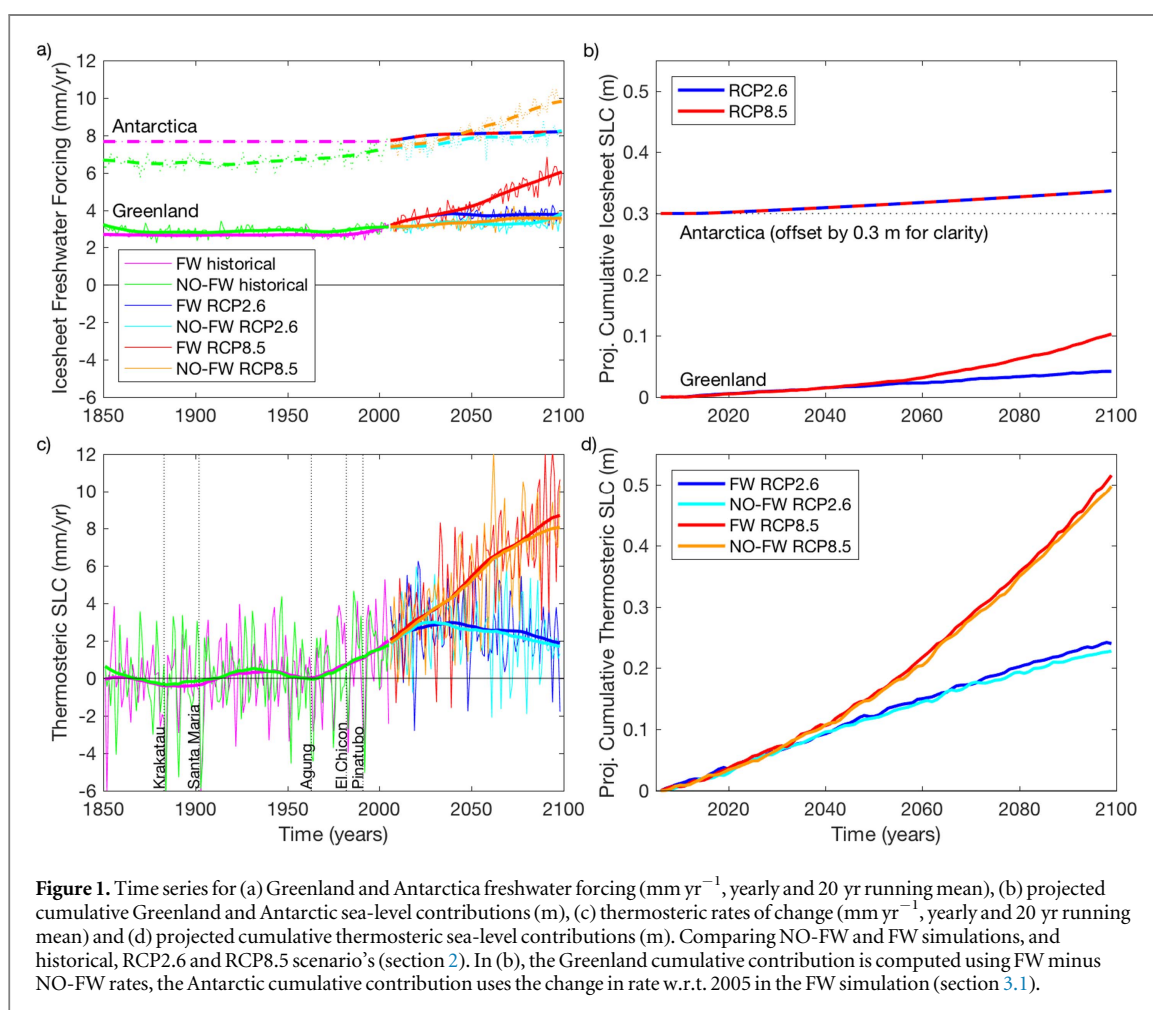 a)
12
10
8
6
4
2
0
-2
-4
-6
Icesheet Freshwater Forcing (mm/yr)
Antarctica
Greenland
FW historical
NO-FW historical
FW RCP2.6
NO-FW RCP2.6
FW RCP8.5
NO-FW RCP8.5
1850 1900 1950 2000 2050 2100
b)
0.5
0.4
0.3
0.2
0.1
0
Proj. Cumulative Icesheet SLC (m)
RCP2.6
RCP8.5
Antarctica (offset by 0.3 m for clarity)
Greenland
2020 2040 2060 2080 2100
c)
12
10
8
6
4
2
0
-2
-4
-6
Thermosteric SLC (mm/yr)
Krakatau
Santa Maria
Agung
El Chicon
Pinatubo
1850 1900 1950 2000 2050 2100
Time (years)
d)
0.5
0.4
0.3
0.2
0.1
0
Proj. Cumulative Thermosteric SLC (m)
FW RCP2.6
NO-FW RCP2.6
FW RCP8.5
NO-FW RCP8.5
2020 2040 2060 2080 2100
Time (years)
Figure 1. Time series for (a) Greenland and Antarctica freshwater forcing (mm yr⁻¹, yearly and 20 yr running mean), (b) projected
cumulative Greenland and Antarctic sea-level contributions (m), (c) thermosteric rates of change (mm yr⁻¹, yearly and 20 yr running
mean) and (d) projected cumulative thermosteric sea-level contributions (m). Comparing NO-FW and FW simulations, and
historical, RCP2.6 and RCP8.5 scenario's (section 2). In (b), the Greenland cumulative contribution is computed using FW minus
NO-FW rates, the Antarctic cumulative contribution uses the change in rate w.r.t. 2005 in the FW simulation (section 3.1).